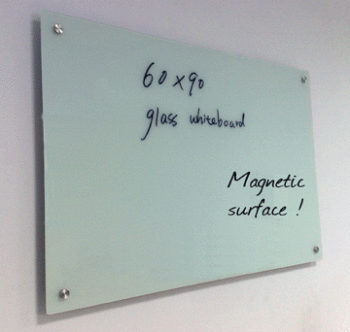 60x90
glass whiteboard
Magnetic
surface !